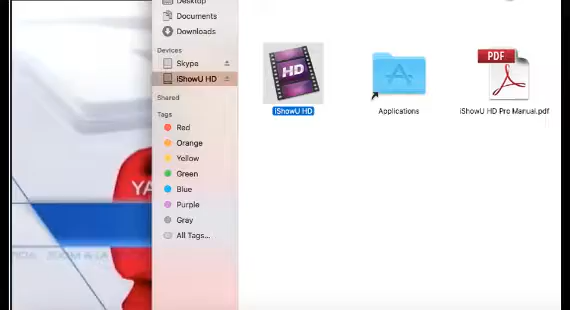 Desktop
Documents
Downloads
Devices
Skype
iShowU HD
Shared
Tags
Red
Orange
Yellow
Green
Blue
Purple
Gray
All Tags...
HD
iShowU HD
Applications
PDF
iShowU HD Pro Manual.pdf
YA